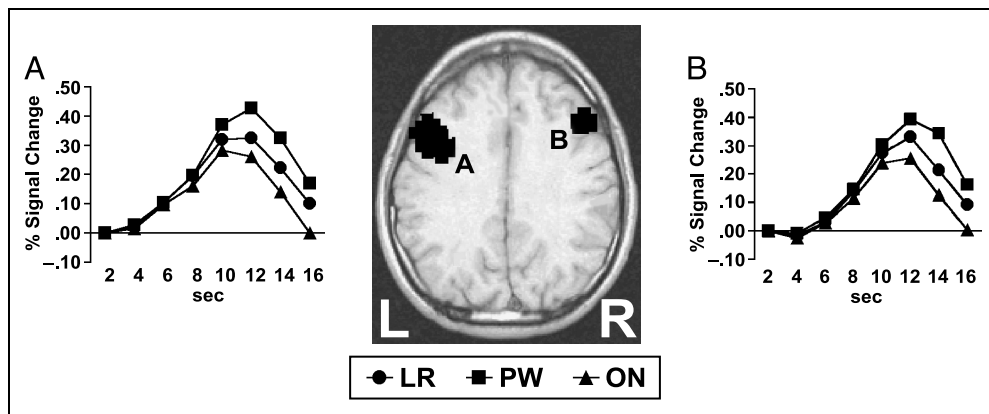 A
% Signal Change
.50
.40
.30
.20
.10
.00
–.10
2 4 6 8 10 12 14 16
sec
A
B
L R
B
% Signal Change
.50
.40
.30
.20
.10
.00
–.10
2 4 6 8 10 12 14 16
sec
LR PW ON